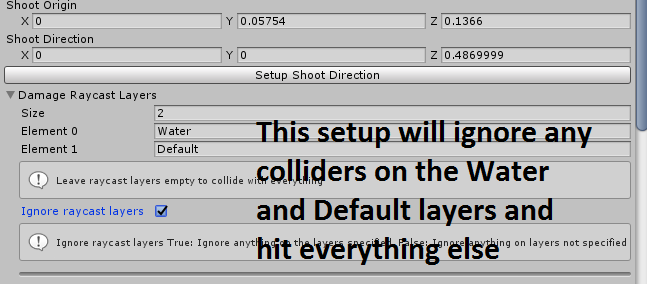 Shoot Origin
X 0 Y 0.05754 Z 0.1366
Shoot Direction
X 0 Y 0 Z 0.4869999
Setup Shoot Direction
Damage Raycast Layers
Size 2
Element 0 Water
Element 1 Default
This setup will ignore any
colliders on the Water
and Default layers and
hit everything else
Leave raycast layers empty to collide with everything
Ignore raycast layers
Ignore raycast layers True: Ignore anything on the layers specified False: Ignore anything on layers not specified